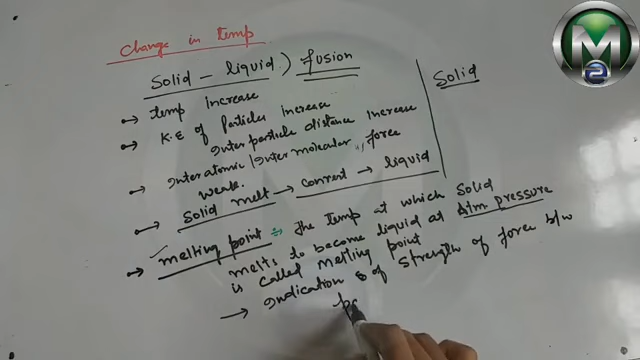 Change in Temp
Solid - liquid ) fusion
Solid
temp increase
K.E of Particles increase
inter particle distance increase
inter atomic / inter molecular ,, force
weak.
Solid melt → convert → liquid
melting point ÷ The temp at which Solid
melts to become liquid at Atm pressure
is called melting point
→ indication of strength of force b/w
M
2